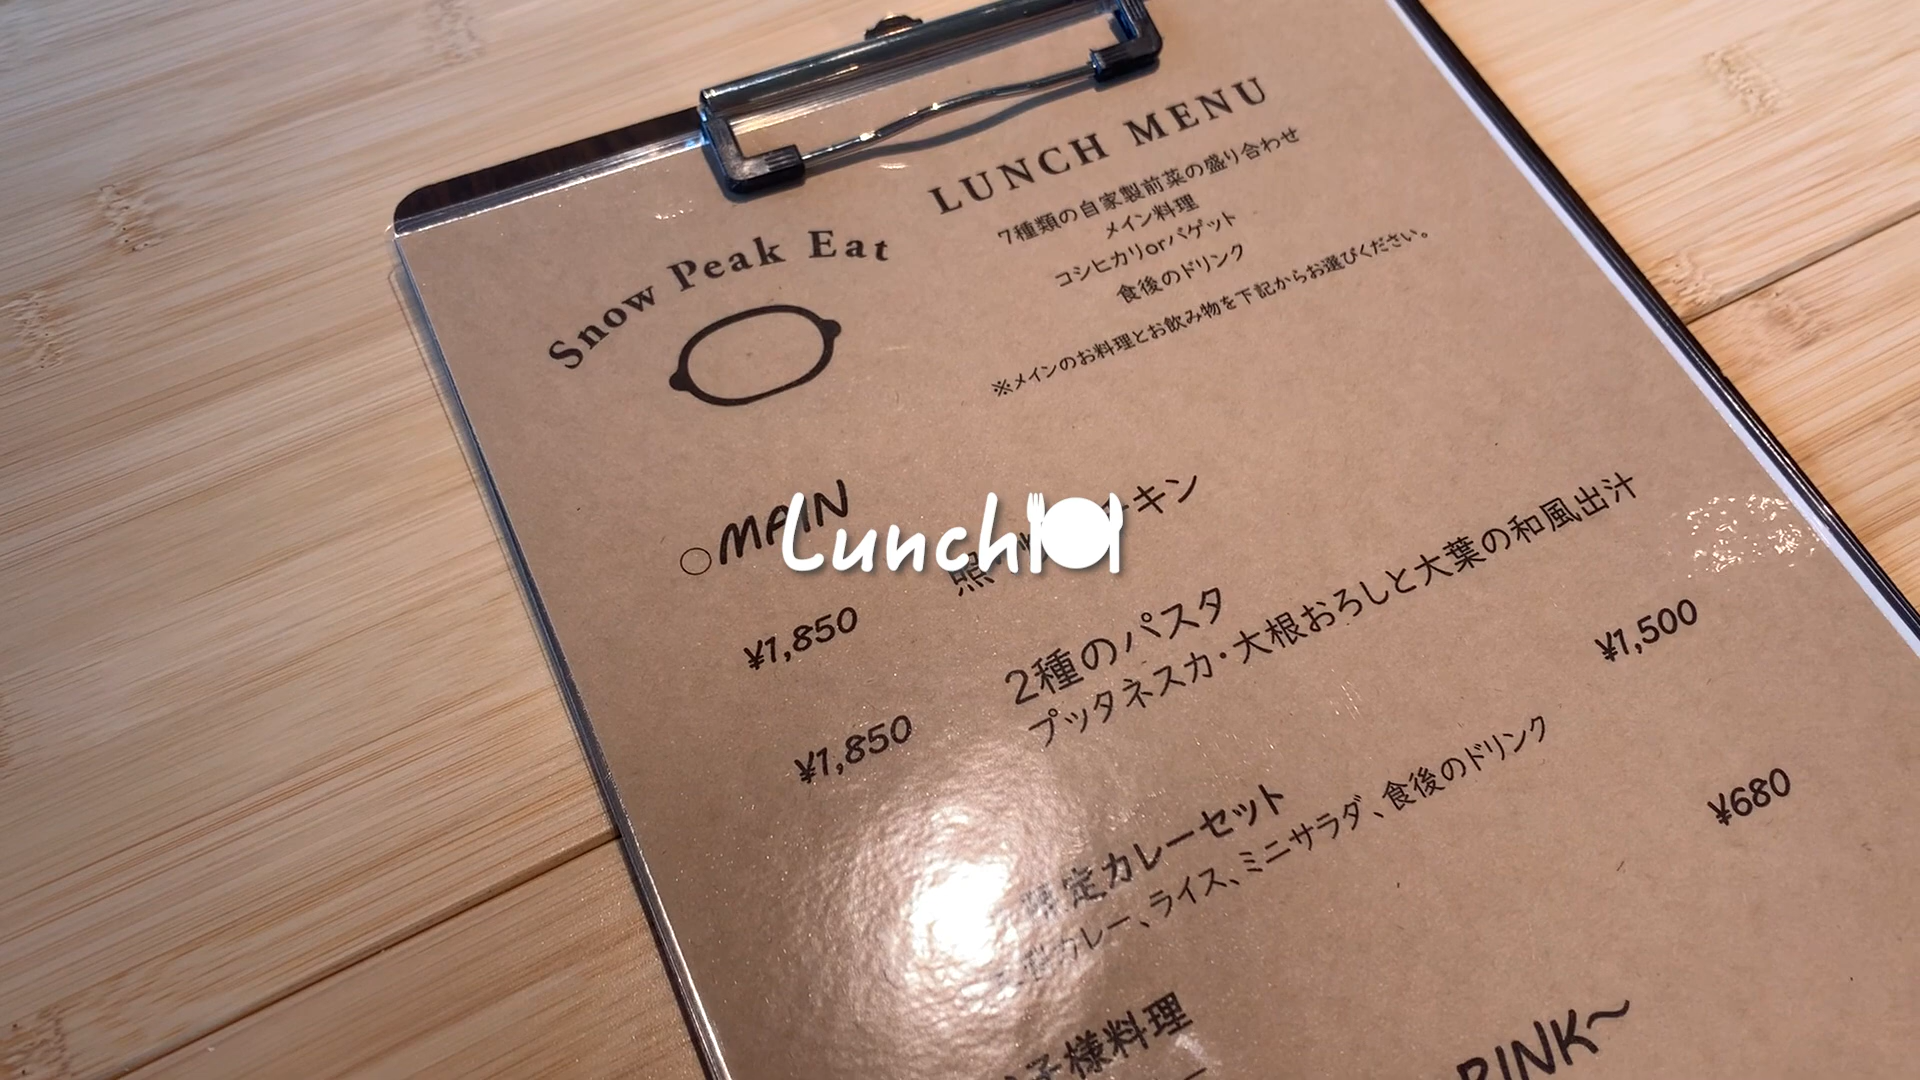 LUNCH MENU
7種類の自家製前菜の盛り合わせ
メイン料理
コシヒカリorバゲット
食後のドリンク
※メインのお料理とお飲み物を下記からお選びください。
Snow Peak Eat
○MAIN
チキン
¥1,850
2種のパスタ
プッタネスカ・大根おろしと大葉の和風出汁
¥1,850
¥1,500
限定カレーセット
カレー、ライス、ミニサラダ、食後のドリンク
¥680
子様料理
RINK〜
Lunch